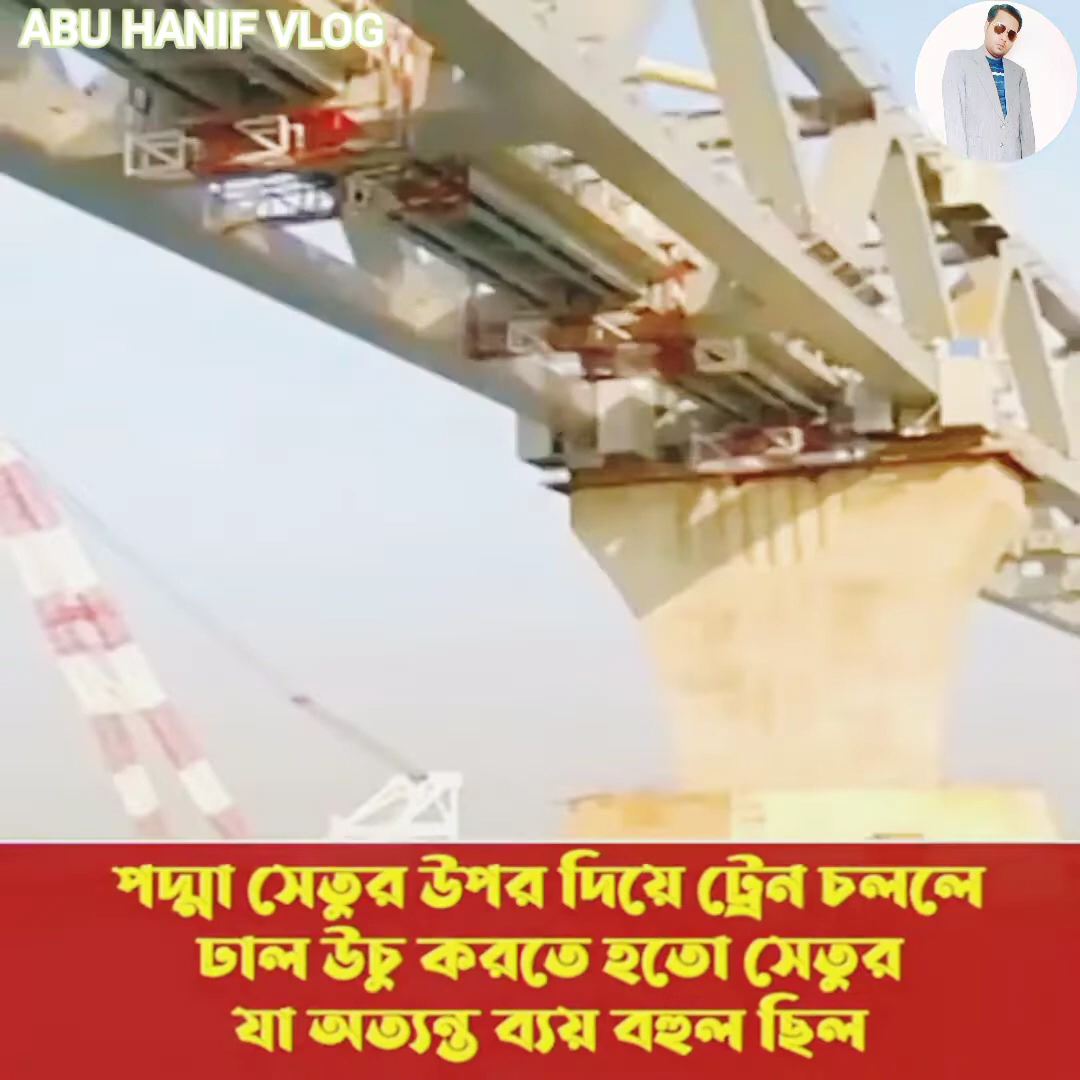 ABU HANIF VLOG
পদ্মা সেতুর উপর দিয়ে ট্রেন চললে
ঢাল উচু করতে হতো সেতুর
যা অত্যন্ত ব্যয় বহুল ছিল